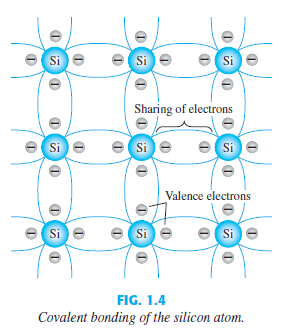 Si Si Si
Sharing of electrons
Si Si Si
Valence electrons
Si Si Si
FIG. 1.4
Covalent bonding of the silicon atom.